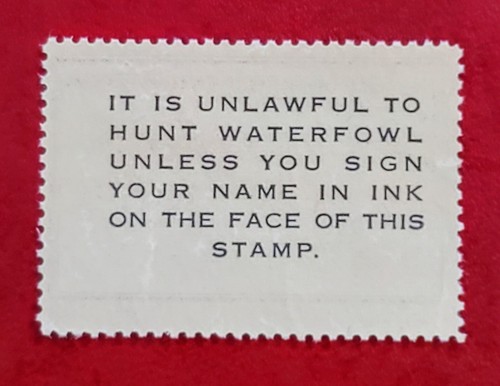 IT IS UNLAWFUL TO
HUNT WATERFOWL
UNLESS YOU SIGN
YOUR NAME IN INK
ON THE FACE OF THIS
STAMP.